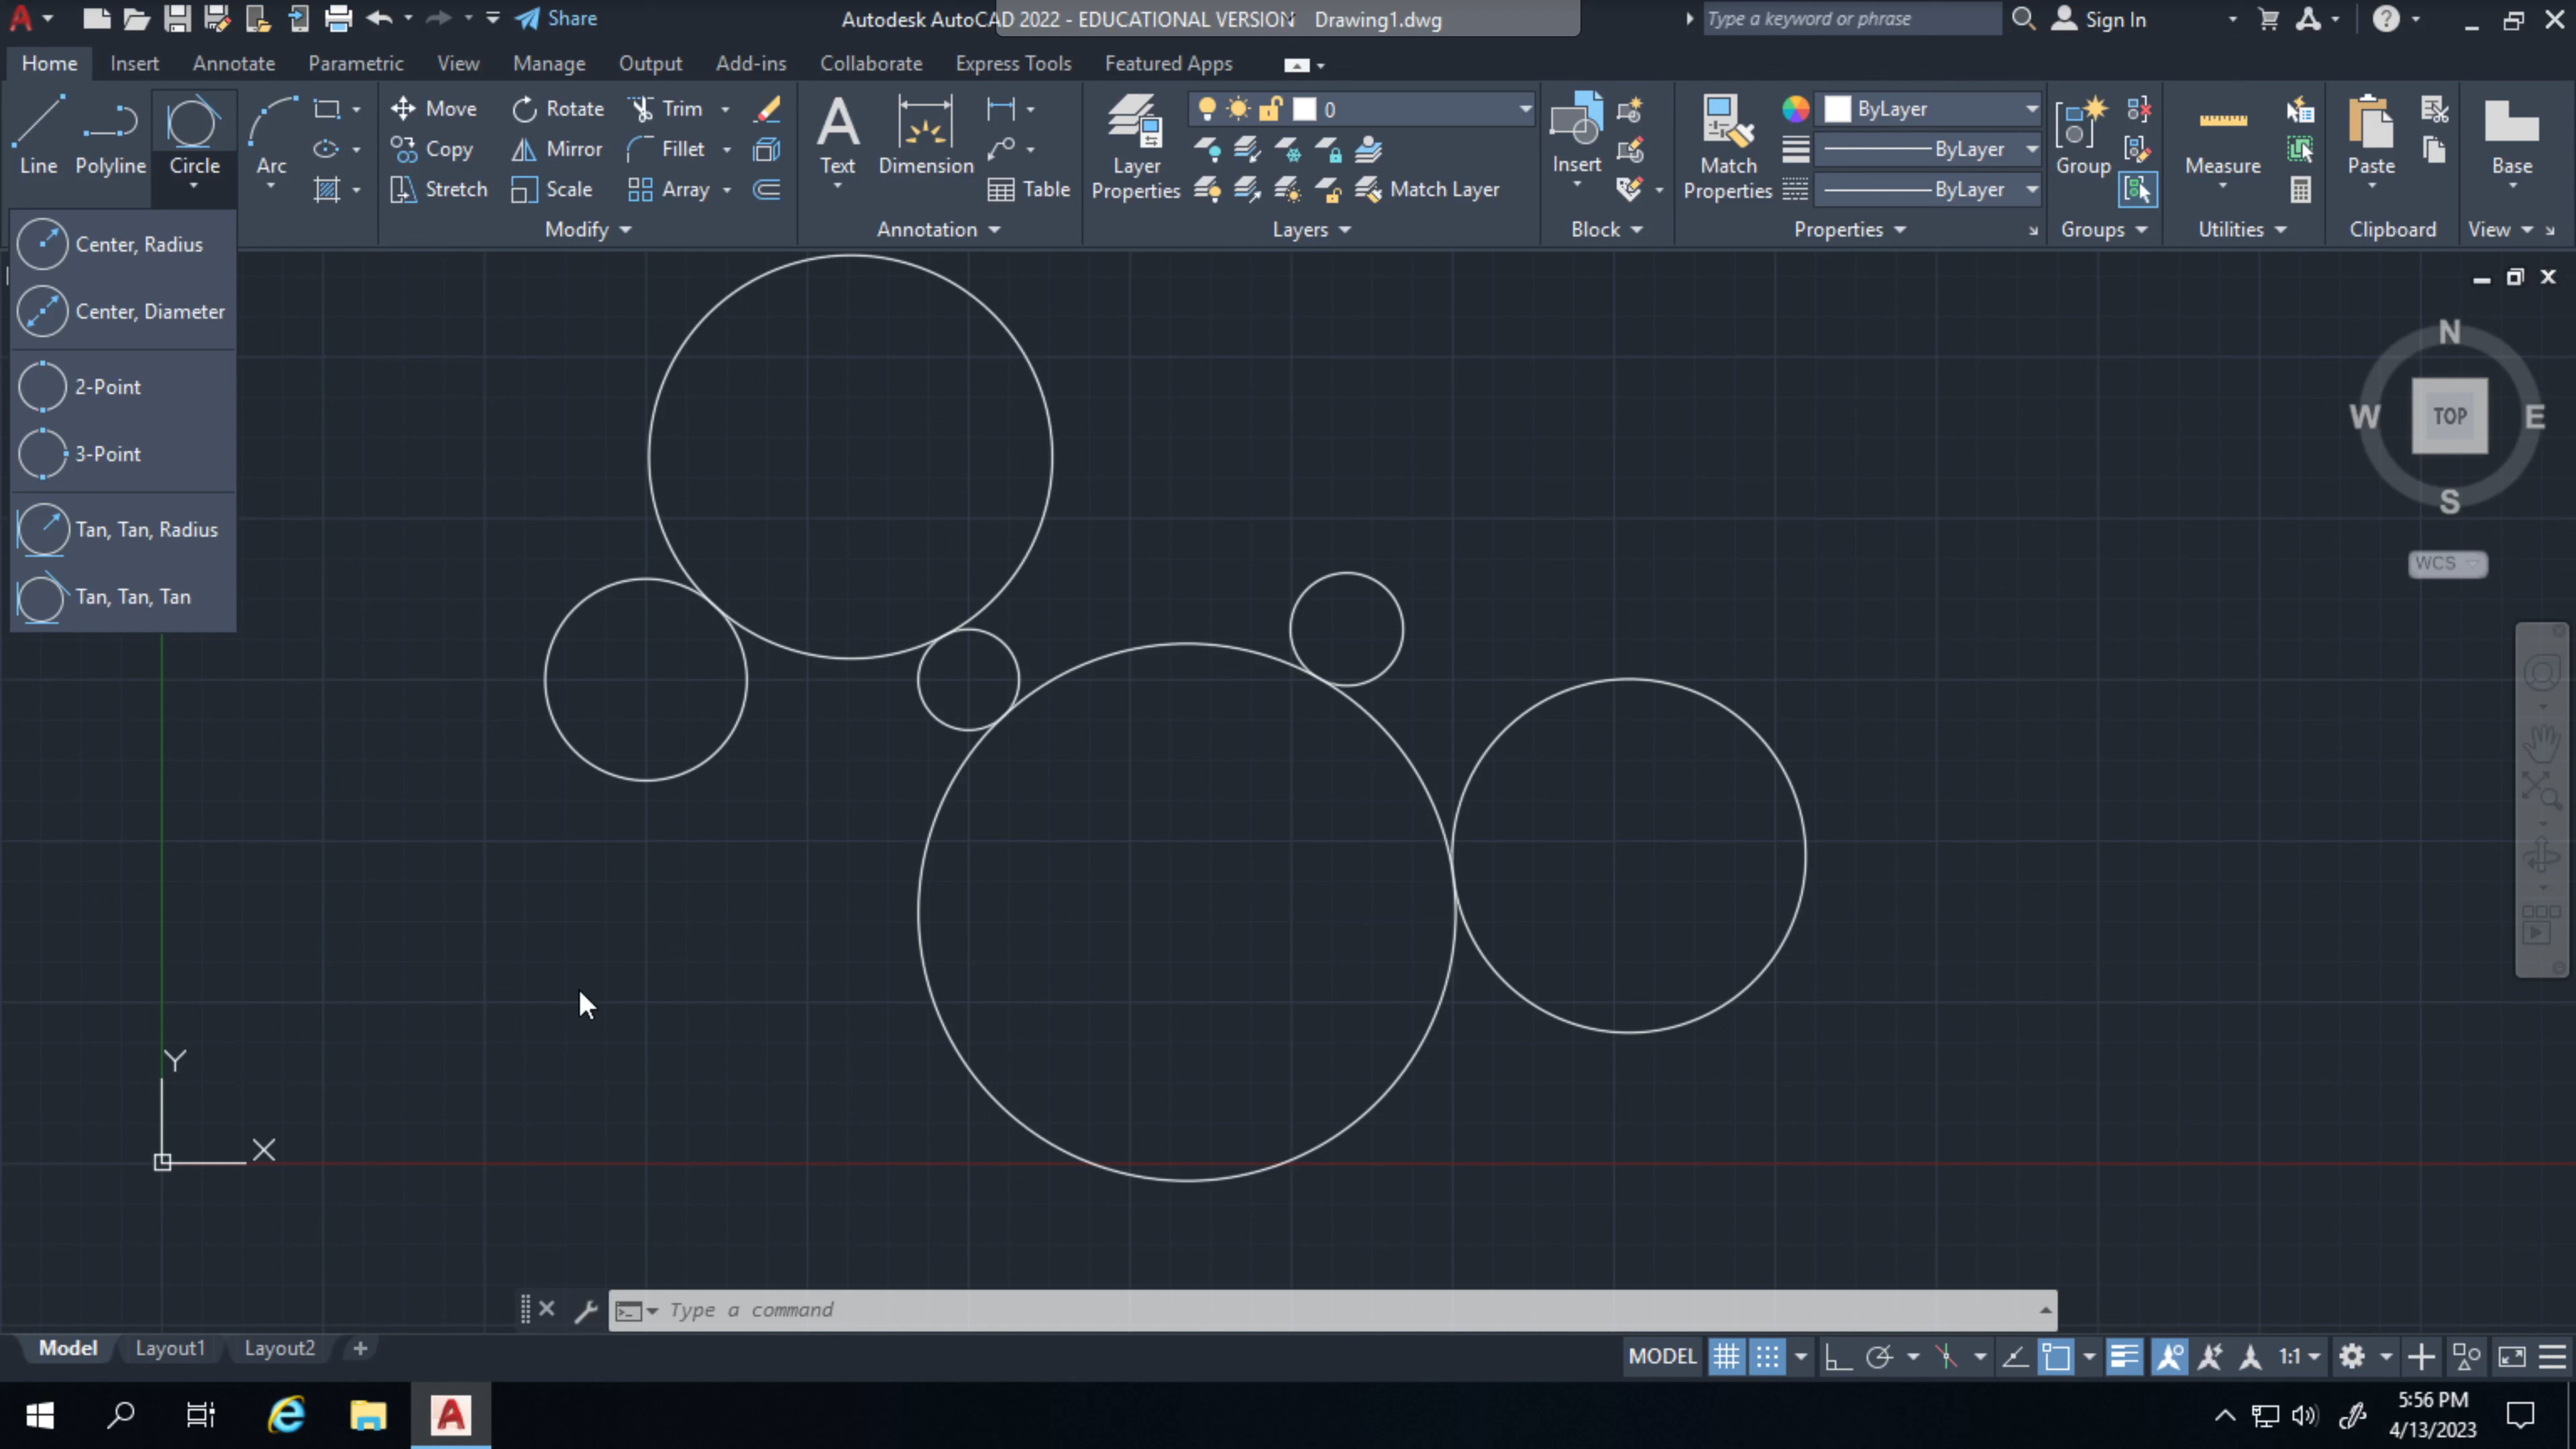 Share
Autodesk AutoCAD 2022 - EDUCATIONAL VERSION Drawing1.dwg
Type a keyword or phrase
Sign In
Home Insert Annotate Parametric View Manage Output Add-ins Collaborate Express Tools Featured Apps
Line Polyline Circle Arc
Move Rotate Trim
Copy Mirror Fillet
Stretch Scale Array
Modify
Text Dimension Table
Annotation
Layer Properties
0
Match Layer
Layers
Insert
Block
Match Properties
ByLayer
ByLayer
ByLayer
Properties
Group
Groups
Measure
Utilities
Paste
Clipboard
Base
View
Center, Radius
Center, Diameter
2-Point
3-Point
Tan, Tan, Radius
Tan, Tan, Tan
N
W TOP E
S
WCS
Y
X
Type a command
Model Layout1 Layout2 +
MODEL 1:1
5:56 PM
4/13/2023